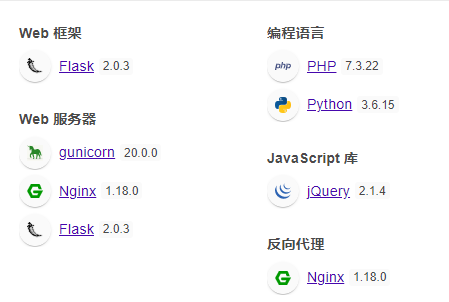 Web 框架
Flask 2.0.3
Web 服务器
gunicorn 20.0.0
Nginx 1.18.0
Flask 2.0.3
编程语言
php PHP 7.3.22
Python 3.6.15
JavaScript 库
jQuery 2.1.4
反向代理
Nginx 1.18.0